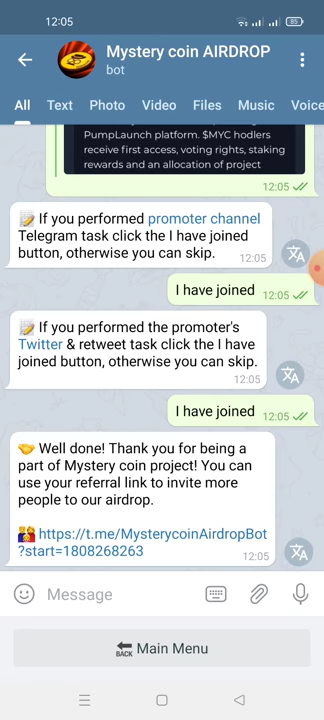 12:05
85
Mystery coin AIRDROP
bot
All Text Photo Video Files Music Voice
PumpLaunch platform. $MYC hodlers
receive first access, voting rights, staking
rewards and an allocation of project
12:05
📝 If you performed promoter channel
Telegram task click the I have joined
button, otherwise you can skip.
12:05
I have joined 12:05
📝 If you performed the promoter's
Twitter & retweet task click the I have
joined button, otherwise you can skip.
12:05
I have joined 12:05
🤝 Well done! Thank you for being a
part of Mystery coin project! You can
use your referral link to invite more
people to our airdrop.
👫 https://t.me/MysterycoinAirdropBot
?start=1808268263
12:05
Message
BACK Main Menu